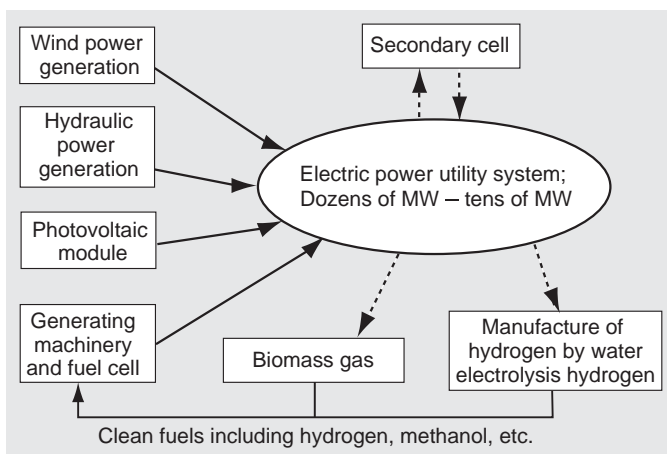 Wind power
generation
Secondary cell
Hydraulic
power
generation
Electric power utility system;
Dozens of MW – tens of MW
Photovoltaic
module
Generating
machinery
and fuel cell
Biomass gas
Manufacture of
hydrogen by water
electrolysis hydrogen
Clean fuels including hydrogen, methanol, etc.